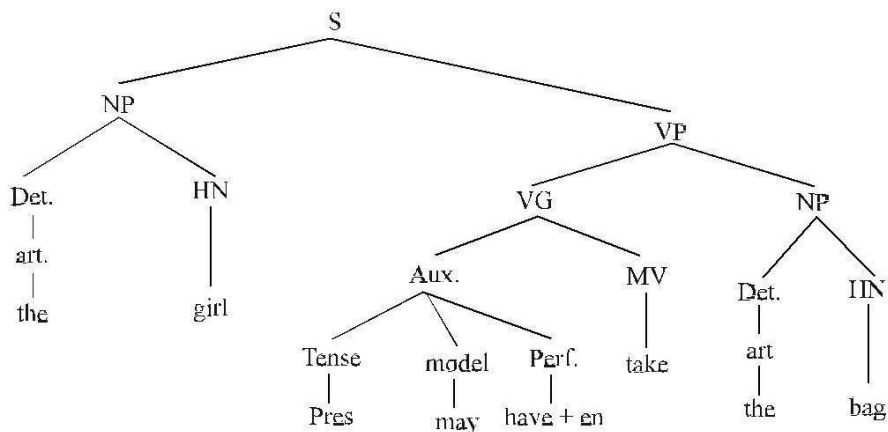 S
NP
VP
Det.
HN
VG
NP
art.
Aux.
MV
Det.
HN
the
girl
Tense
model
Perf.
take
art
Pres
may
have + en
the
bag